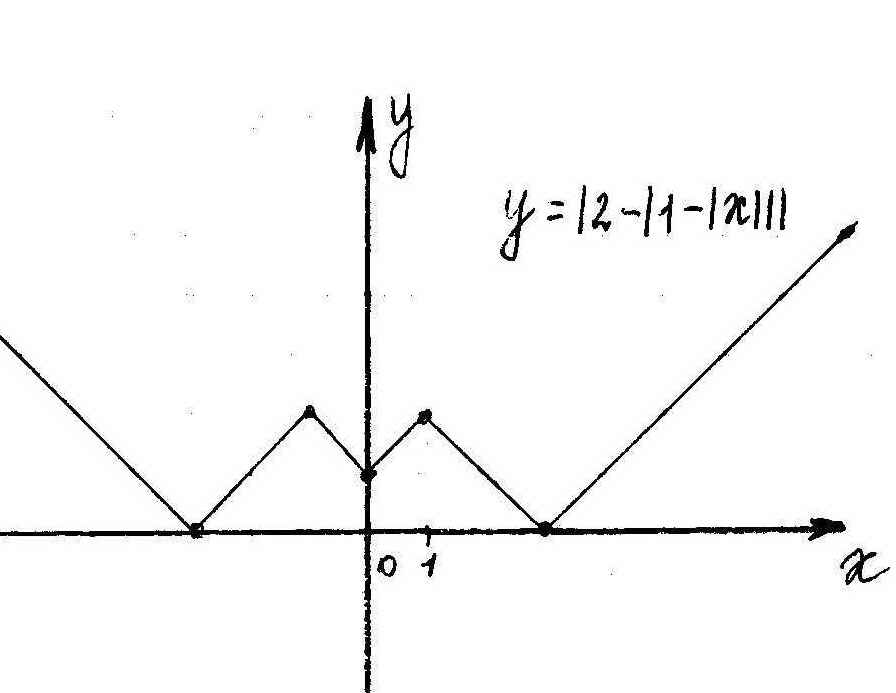 y
y = |2 - |1 - |x|||
0 1
x